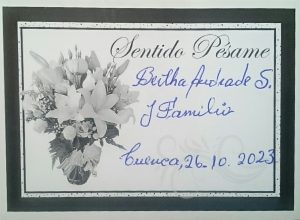 Sentido Pésame
Bertha Andrade S.
y Familia
Cuenca, 26.10.2023